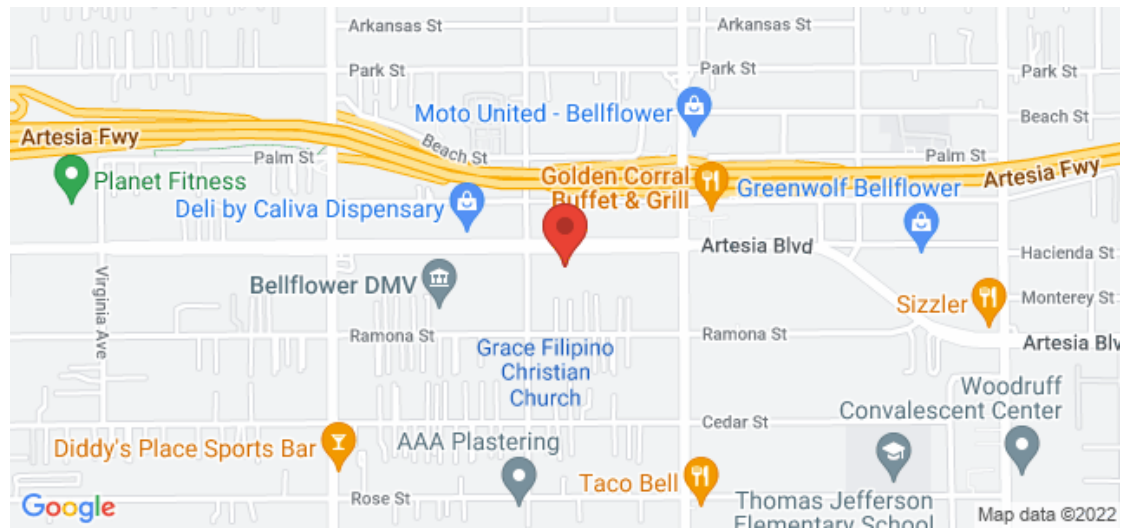 Arkansas St
Arkansas St
Park St
Park St
Park St
Moto United - Bellflower
Beach St
Artesia Fwy
Beach St
Palm St
Palm St
Artesia Fwy
Planet Fitness
Golden Corral
Buffet & Grill
Greenwolf Bellflower
Deli by Caliva Dispensary
Artesia Blvd
Hacienda St
Virginia Ave
Bellflower DMV
Sizzler
Monterey St
Ramona St
Ramona St
Artesia Blv
Grace Filipino
Christian
Church
Woodruff
Convalescent Center
Cedar St
Diddy's Place Sports Bar
AAA Plastering
Taco Bell
Rose St
Thomas Jefferson
Elementary School
Google
Map data ©2022